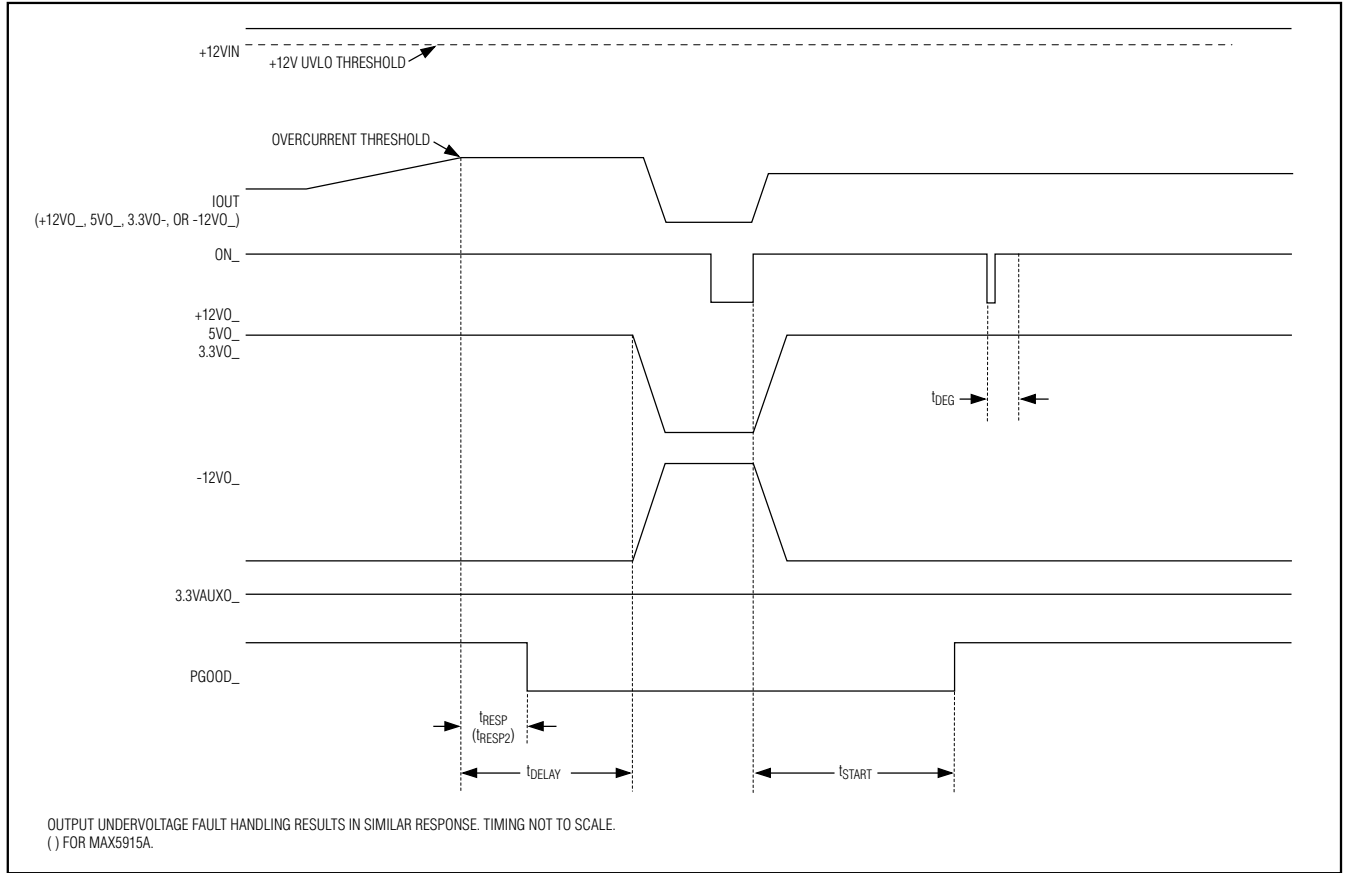 +12VIN
+12V UVLO THRESHOLD
OVERCURRENT THRESHOLD
IOUT
(+12VO_, 5VO_, 3.3VO-, OR -12VO_)
ON_
+12VO_
5VO_
3.3VO_
tDEG
-12VO_
3.3VAUXO_
PGOOD_
tRESP
(tRESP2)
tDELAY
tSTART
OUTPUT UNDERVOLTAGE FAULT HANDLING RESULTS IN SIMILAR RESPONSE. TIMING NOT TO SCALE.
( ) FOR MAX5915A.